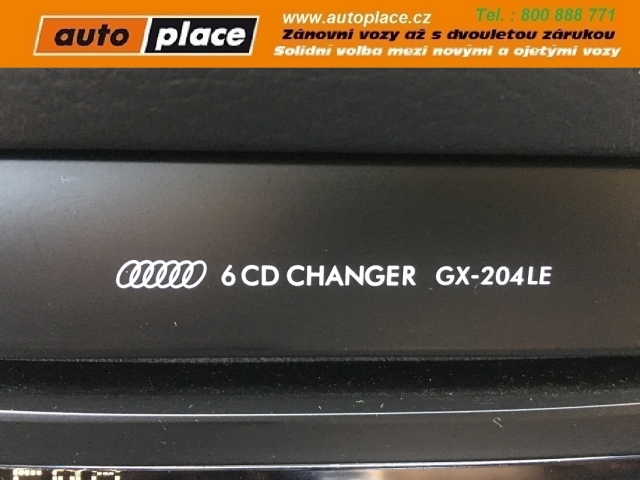 auto place
www.autoplace.cz
Tel. : 800 888 771
Zánovní vozy až s dvouletou zárukou
Solidní volba mezi novými a ojetými vozy
6 CD CHANGER GX-204LE